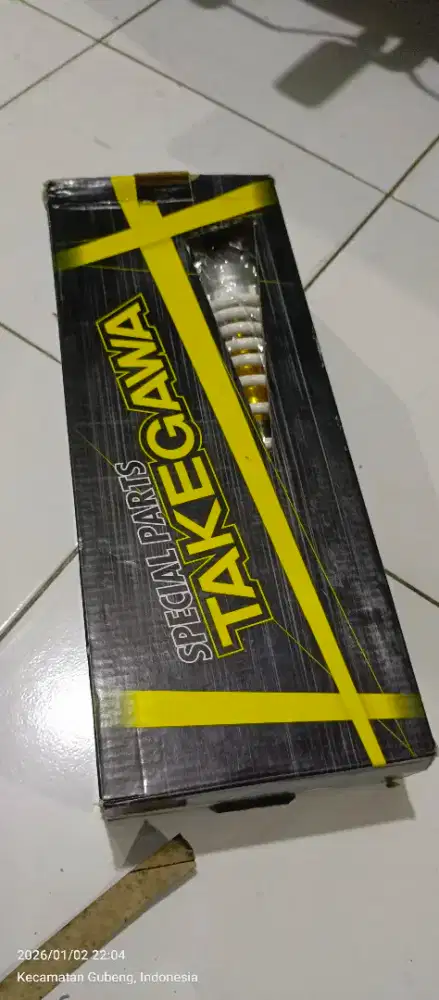 SPECIAL PARTS
TAKEGAWA
2026/01/02 22:04
Kecamatan Gubeng, Indonesia